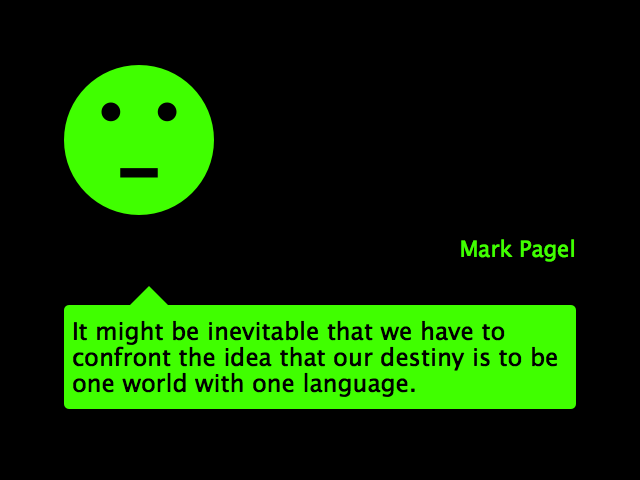 Mark Pagel
It might be inevitable that we have to
confront the idea that our destiny is to be
one world with one language.